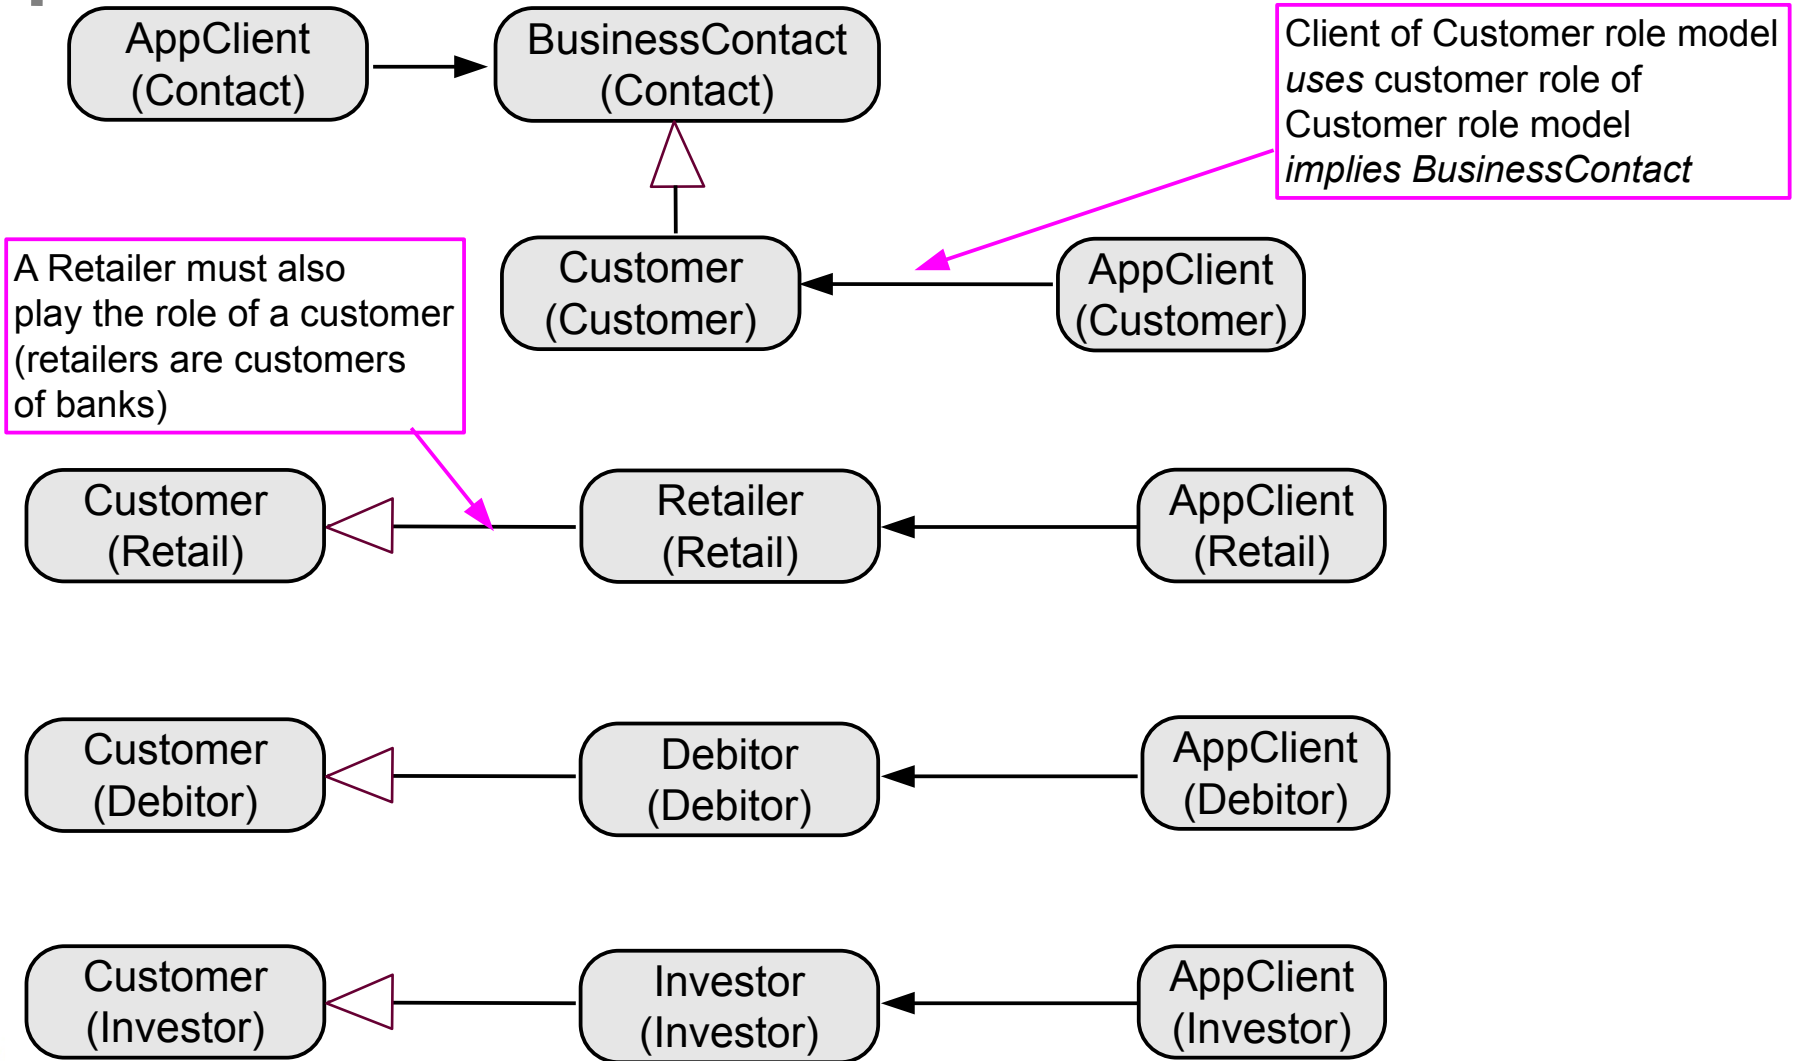 AppClient
(Contact)
BusinessContact
(Contact)
Client of Customer role model
uses customer role of
Customer role model
implies BusinessContact
A Retailer must also
play the role of a customer
(retailers are customers
of banks)
Customer
(Customer)
AppClient
(Customer)
Customer
(Retail)
Retailer
(Retail)
AppClient
(Retail)
Customer
(Debitor)
Debitor
(Debitor)
AppClient
(Debitor)
Customer
(Investor)
Investor
(Investor)
AppClient
(Investor)